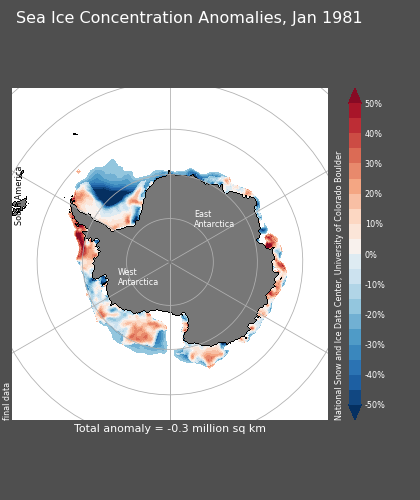 Sea Ice Concentration Anomalies, Jan 1981
South America
East
Antarctica
West
Antarctica
final data
50%
40%
30%
20%
10%
0%
-10%
-20%
-30%
-40%
-50%
National Snow and Ice Data Center, University of Colorado Boulder
Total anomaly = -0.3 million sq km